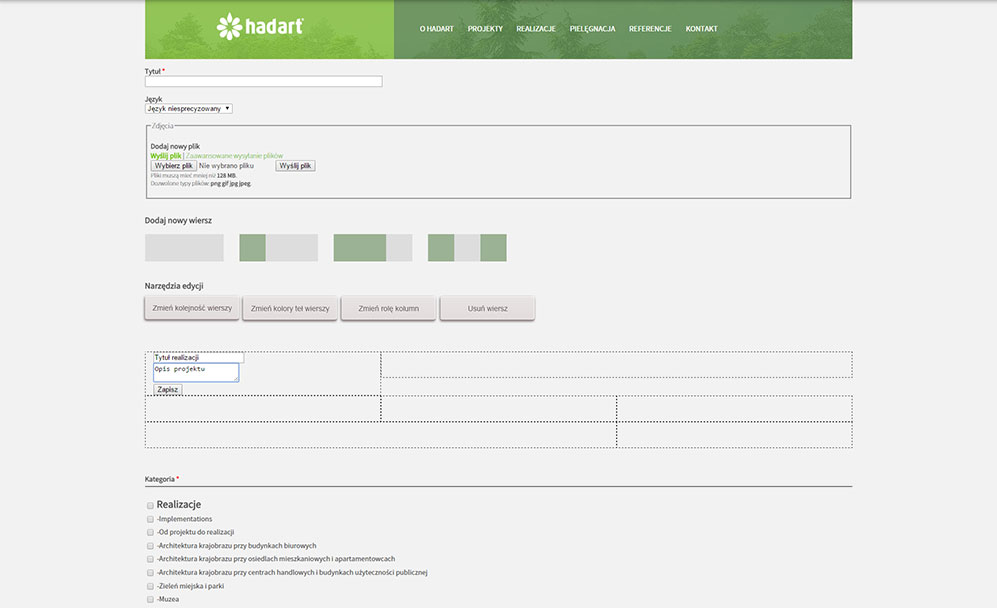 hadart
O HADART PROJEKTY REALIZACJE PIELĘGNACJA REFERENCJE KONTAKT
Tytuł *
Język
Język niesprecyzowany
Zdjęcia
Dodaj nowy plik
Wyślij plik | Zaawansowane wysyłanie plików
Wybierz plik Nie wybrano pliku Wyślij plik
Pliki muszą mieć mniej niż 128 MB.
Dozwolone typy plików: png gif jpg jpeg.
Dodaj nowy wiersz
Narzędzia edycji
Zmień kolejność wierszy Zmień kolory teł wierszy Zmień rolę kolumn Usuń wiersz
Tytuł realizacji
Opis projektu
Zapisz
Kategoria *
Realizacje
-Implementations
-Od projektu do realizacji
-Architektura krajobrazu przy budynkach biurowych
-Architektura krajobrazu przy osiedlach mieszkaniowych i apartamentowcach
-Architektura krajobrazu przy centrach handlowych i budynkach użyteczności publicznej
-Zieleń miejska i parki
-Muzea